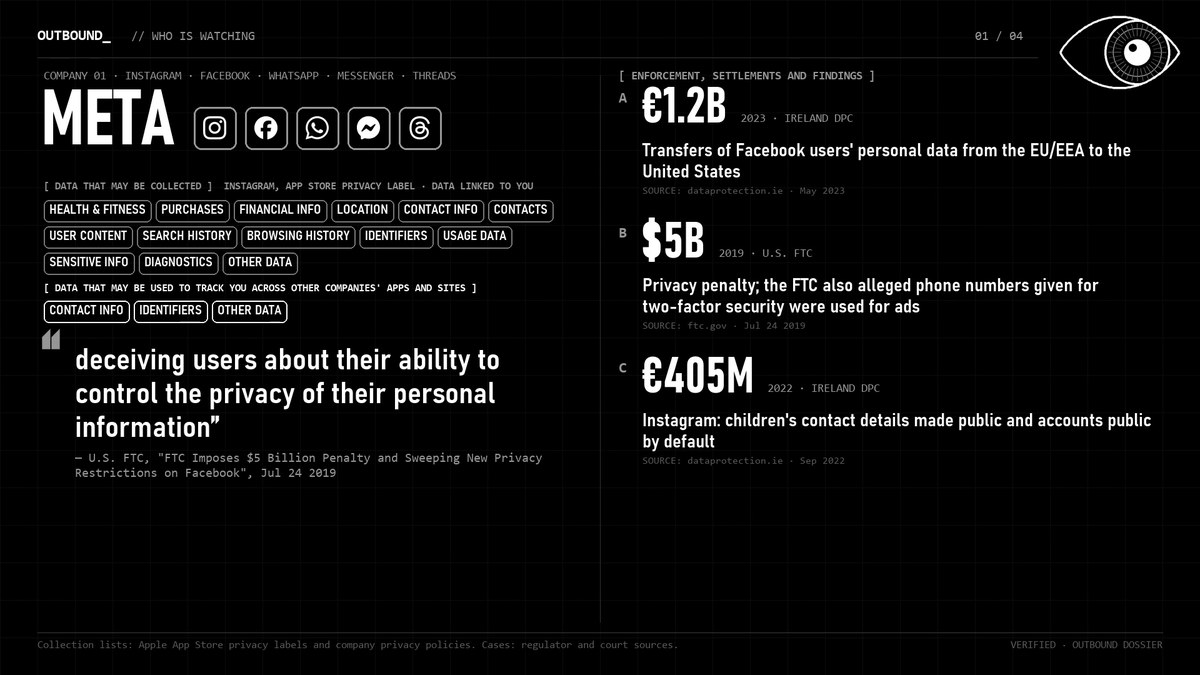 OUTBOUND_ // WHO IS WATCHING
01 / 04
COMPANY 01 · INSTAGRAM · FACEBOOK · WHATSAPP · MESSENGER · THREADS
META
[ DATA THAT MAY BE COLLECTED ] INSTAGRAM, APP STORE PRIVACY LABEL · DATA LINKED TO YOU
HEALTH & FITNESS PURCHASES FINANCIAL INFO LOCATION CONTACT INFO CONTACTS
USER CONTENT SEARCH HISTORY BROWSING HISTORY IDENTIFIERS USAGE DATA
SENSITIVE INFO DIAGNOSTICS OTHER DATA
[ DATA THAT MAY BE USED TO TRACK YOU ACROSS OTHER COMPANIES' APPS AND SITES ]
CONTACT INFO IDENTIFIERS OTHER DATA
“
deceiving users about their ability to
control the privacy of their personal
information”
— U.S. FTC, "FTC Imposes $5 Billion Penalty and Sweeping New Privacy
Restrictions on Facebook", Jul 24 2019
[ ENFORCEMENT, SETTLEMENTS AND FINDINGS ]
A €1.2B 2023 · IRELAND DPC
Transfers of Facebook users' personal data from the EU/EEA to the
United States
SOURCE: dataprotection.ie · May 2023
B $5B 2019 · U.S. FTC
Privacy penalty; the FTC also alleged phone numbers given for
two-factor security were used for ads
SOURCE: ftc.gov · Jul 24 2019
C €405M 2022 · IRELAND DPC
Instagram: children's contact details made public and accounts public
by default
SOURCE: dataprotection.ie · Sep 2022
Collection lists: Apple App Store privacy labels and company privacy policies. Cases: regulator and court sources.
VERIFIED · OUTBOUND DOSSIER